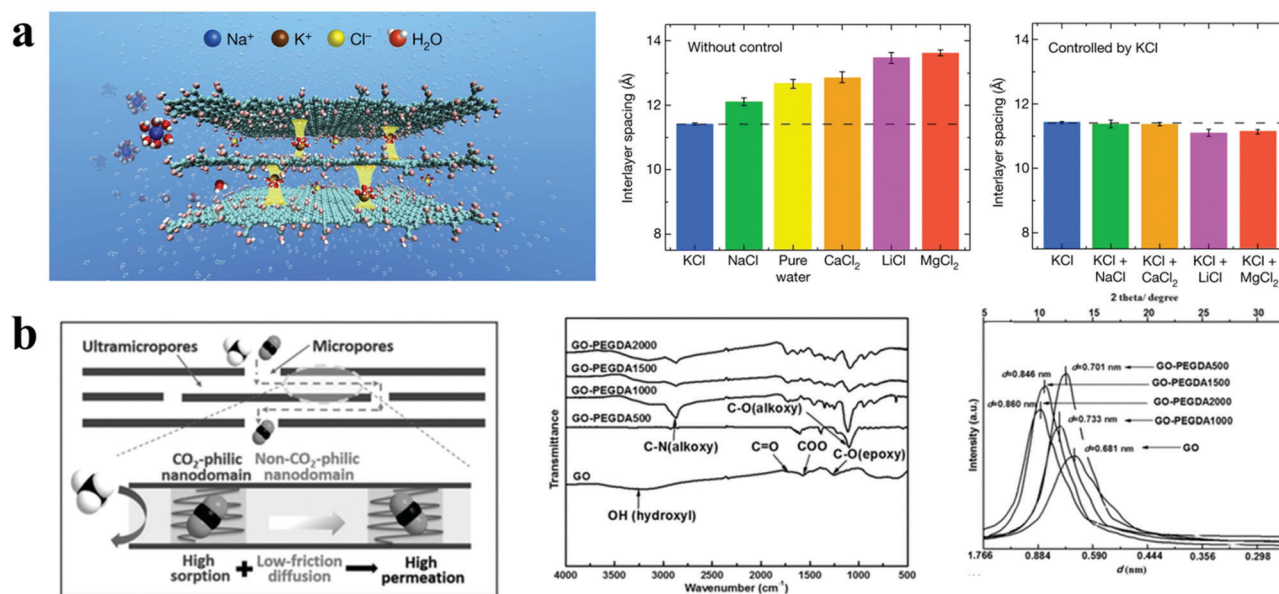 a
Na⁺ K⁺ Cl⁻ H₂O
Interlayer spacing (Å)
14
12
10
8
Without control
KCl NaCl Pure water CaCl₂ LiCl MgCl₂
Interlayer spacing (Å)
14
12
10
8
Controlled by KCl
KCl KCl + NaCl KCl + CaCl₂ KCl + LiCl KCl + MgCl₂
b
Ultramicropores Micropores
CO₂-philic nanodomain
Non-CO₂-philic nanodomain
High sorption + Low-friction diffusion High permeation
Transmittance
GO-PEGDA2000
GO-PEGDA1500
GO-PEGDA1000
GO-PEGDA500
GO
C-N(alkoxy)
C-O(alkoxy)
C=O
COO
C-O(epoxy)
OH (hydroxyl)
4000 3500 3000 2500 2000 1500 1000 500
Wavenumber (cm⁻¹)
2 theta/ degree
5 10 15 20 25 30
Intensity (a.u.)
d=0.701 nm GO-PEGDA500
d=0.846 nm GO-PEGDA1500
d=0.860 nm GO-PEGDA2000
d=0.733 nm GO-PEGDA1000
d=0.681 nm GO
1.766 0.884 0.590 0.444 0.356 0.298
d (nm)